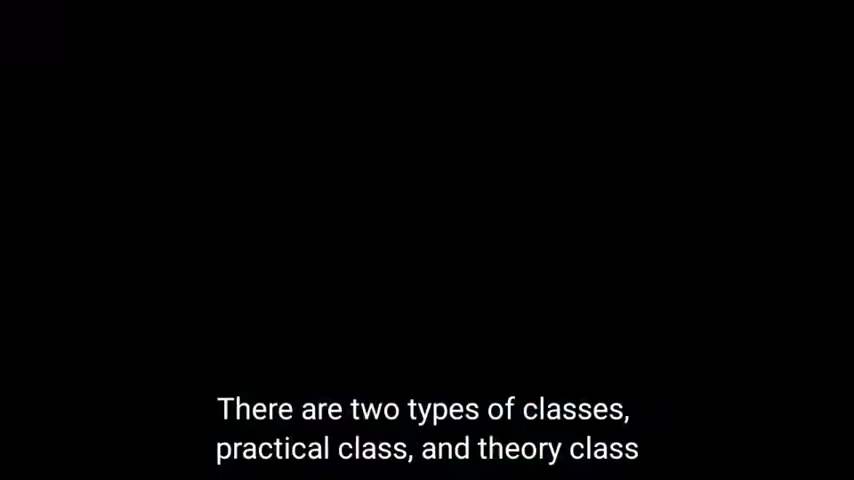 There are two types of classes,
practical class, and theory class